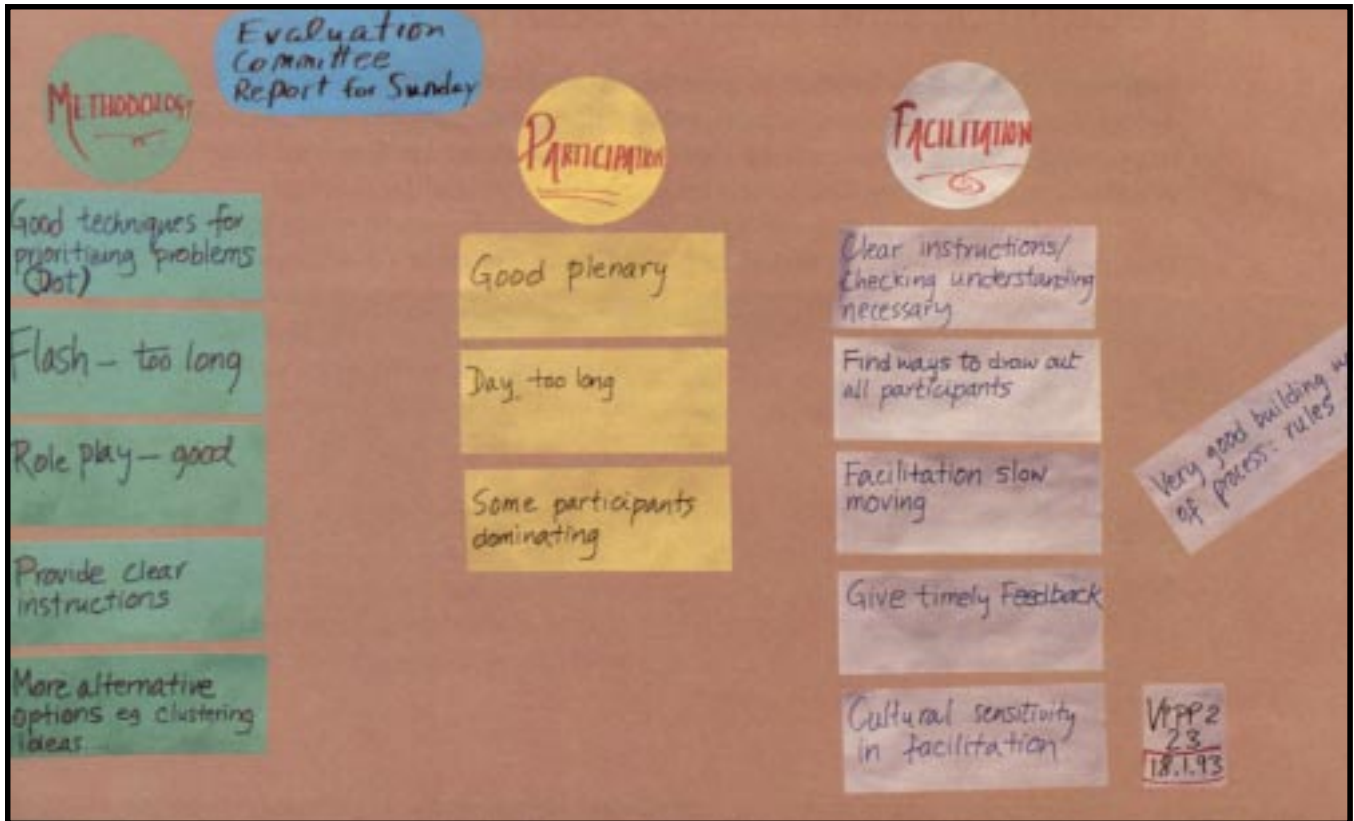 Evaluation
Committee
Report for Sunday
METHODOLOGY
Good techniques for
prioritizing problems
(Dot)
Flash – too long
Role play – good
Provide clear
instructions
More alternative
options eg clustering
ideas
PARTICIPATION
Good plenary
Day too long
Some participants
dominating
FACILITATION
Clear instructions/
Checking understanding
necessary
Find ways to draw out
all participants
Facilitation slow
moving
Give timely Feedback
Cultural sensitivity
in facilitation
Very good building
of process: rules
23
18.1.93